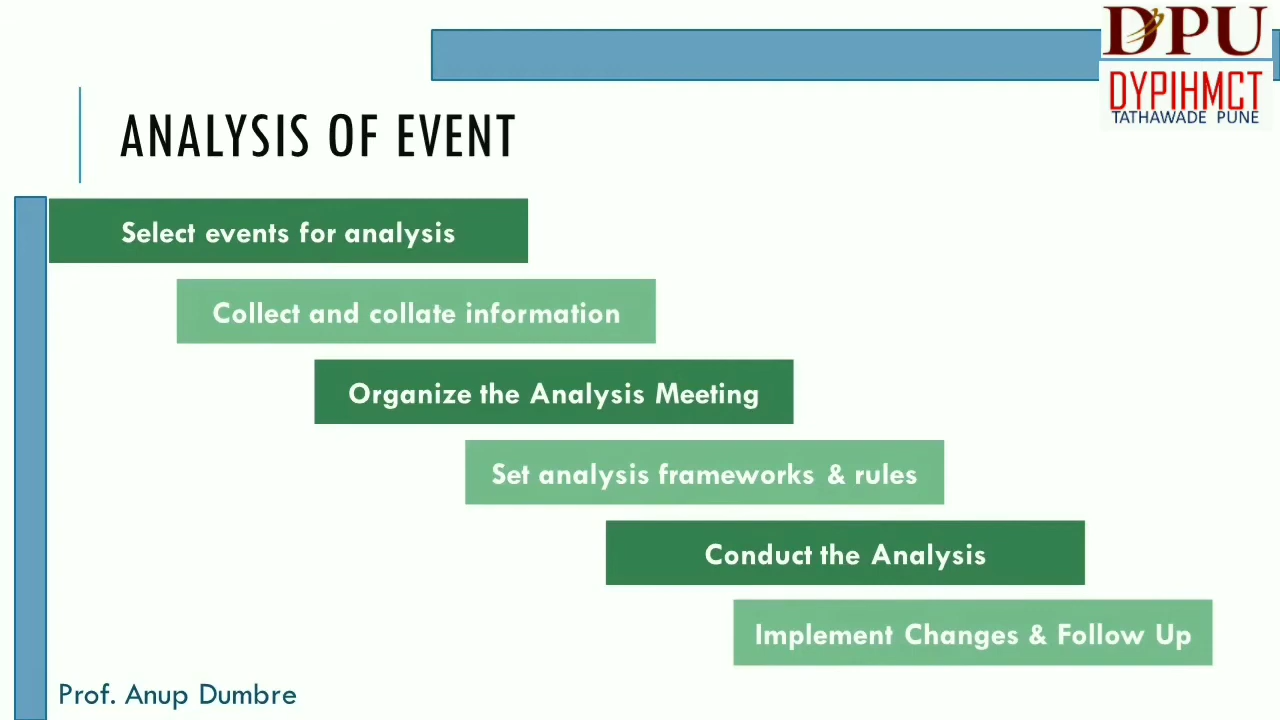 DPU
DYPIHMCT
TATHAWADE PUNE
ANALYSIS OF EVENT
Select events for analysis
Collect and collate information
Organize the Analysis Meeting
Set analysis frameworks & rules
Conduct the Analysis
Implement Changes & Follow Up
Prof. Anup Dumbre